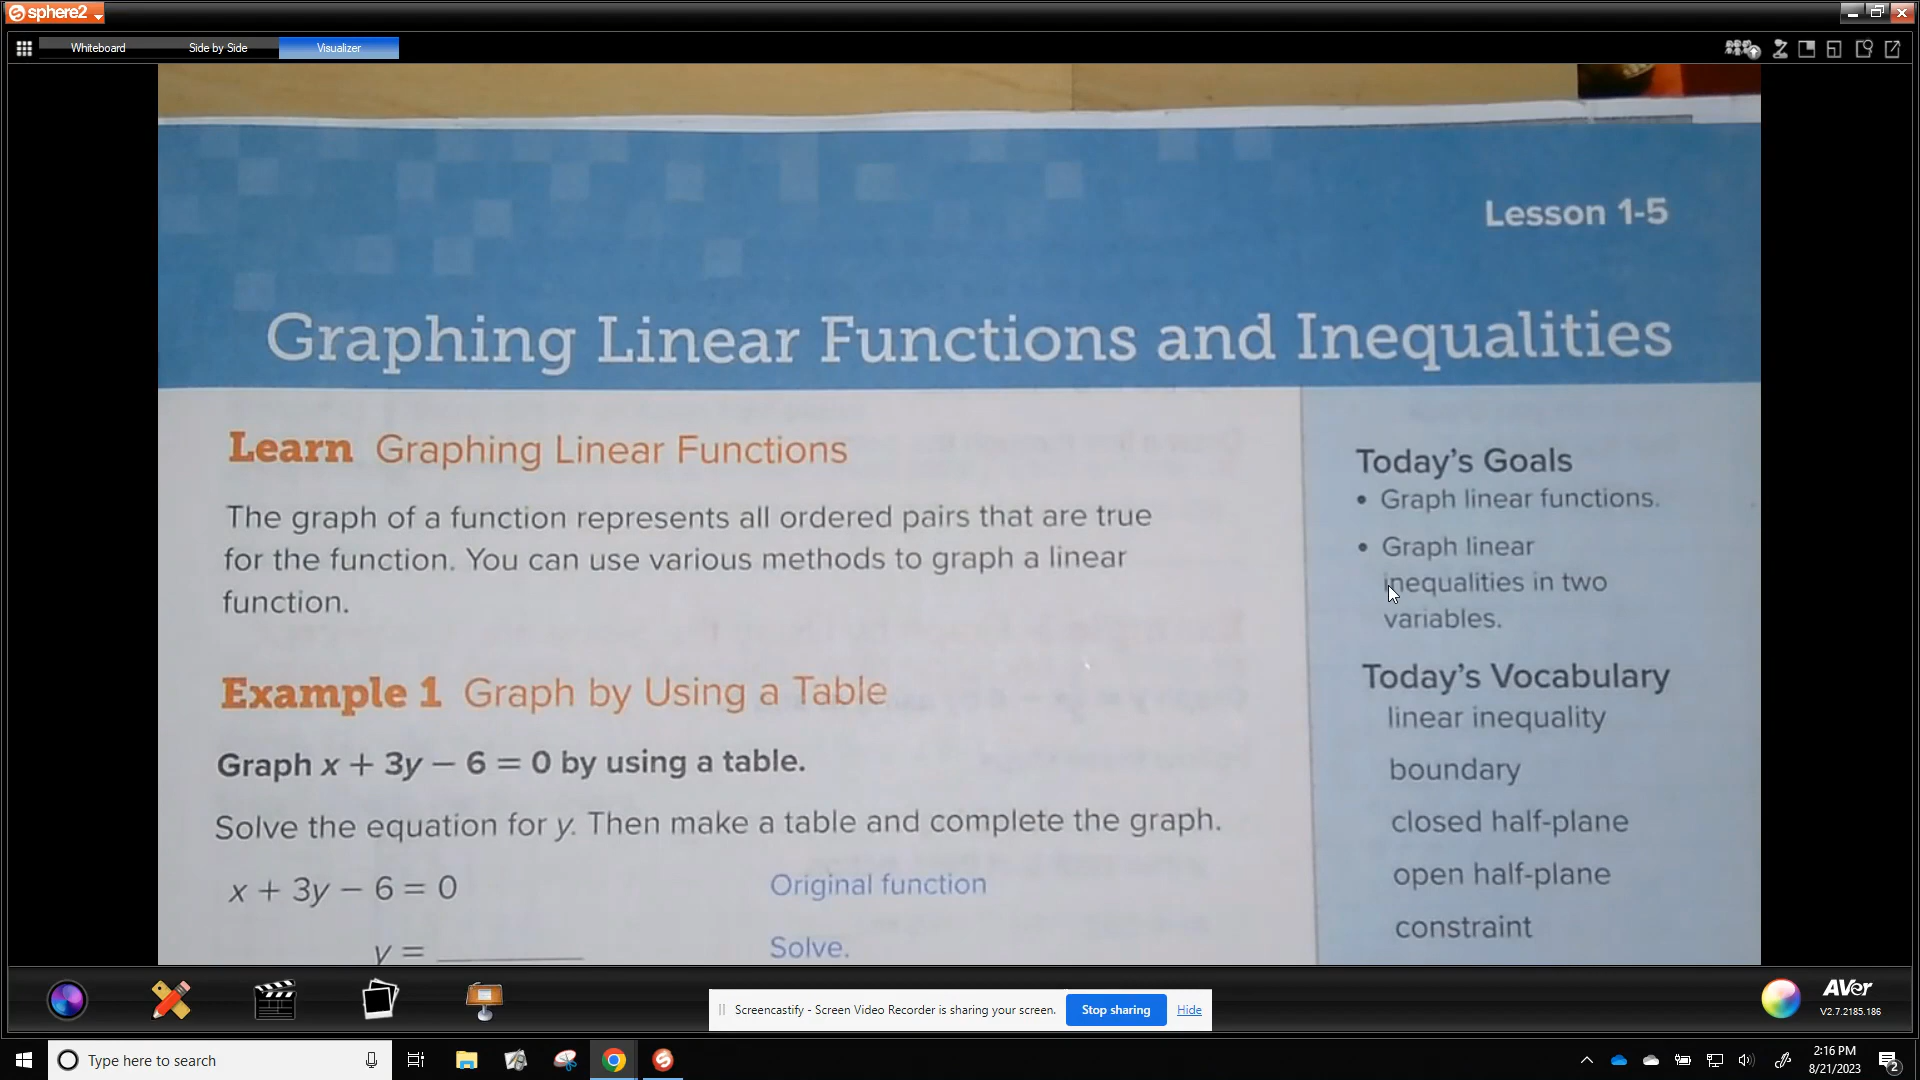 sphere2
Whiteboard
Side by Side
Visualizer
Lesson 1-5
Graphing Linear Functions and Inequalities
Learn Graphing Linear Functions
The graph of a function represents all ordered pairs that are true
for the function. You can use various methods to graph a linear
function.
Example 1 Graph by Using a Table
Graph x + 3y − 6 = 0 by using a table.
Solve the equation for y. Then make a table and complete the graph.
x + 3y − 6 = 0 Original function
y = ________ Solve.
Today's Goals
• Graph linear functions.
• Graph linear
inequalities in two
variables.
Today's Vocabulary
linear inequality
boundary
closed half-plane
open half-plane
constraint
Screencastify - Screen Video Recorder is sharing your screen.
Stop sharing
Hide
AVer
V2.7.2185.186
Type here to search
2:16 PM
8/21/2023
2